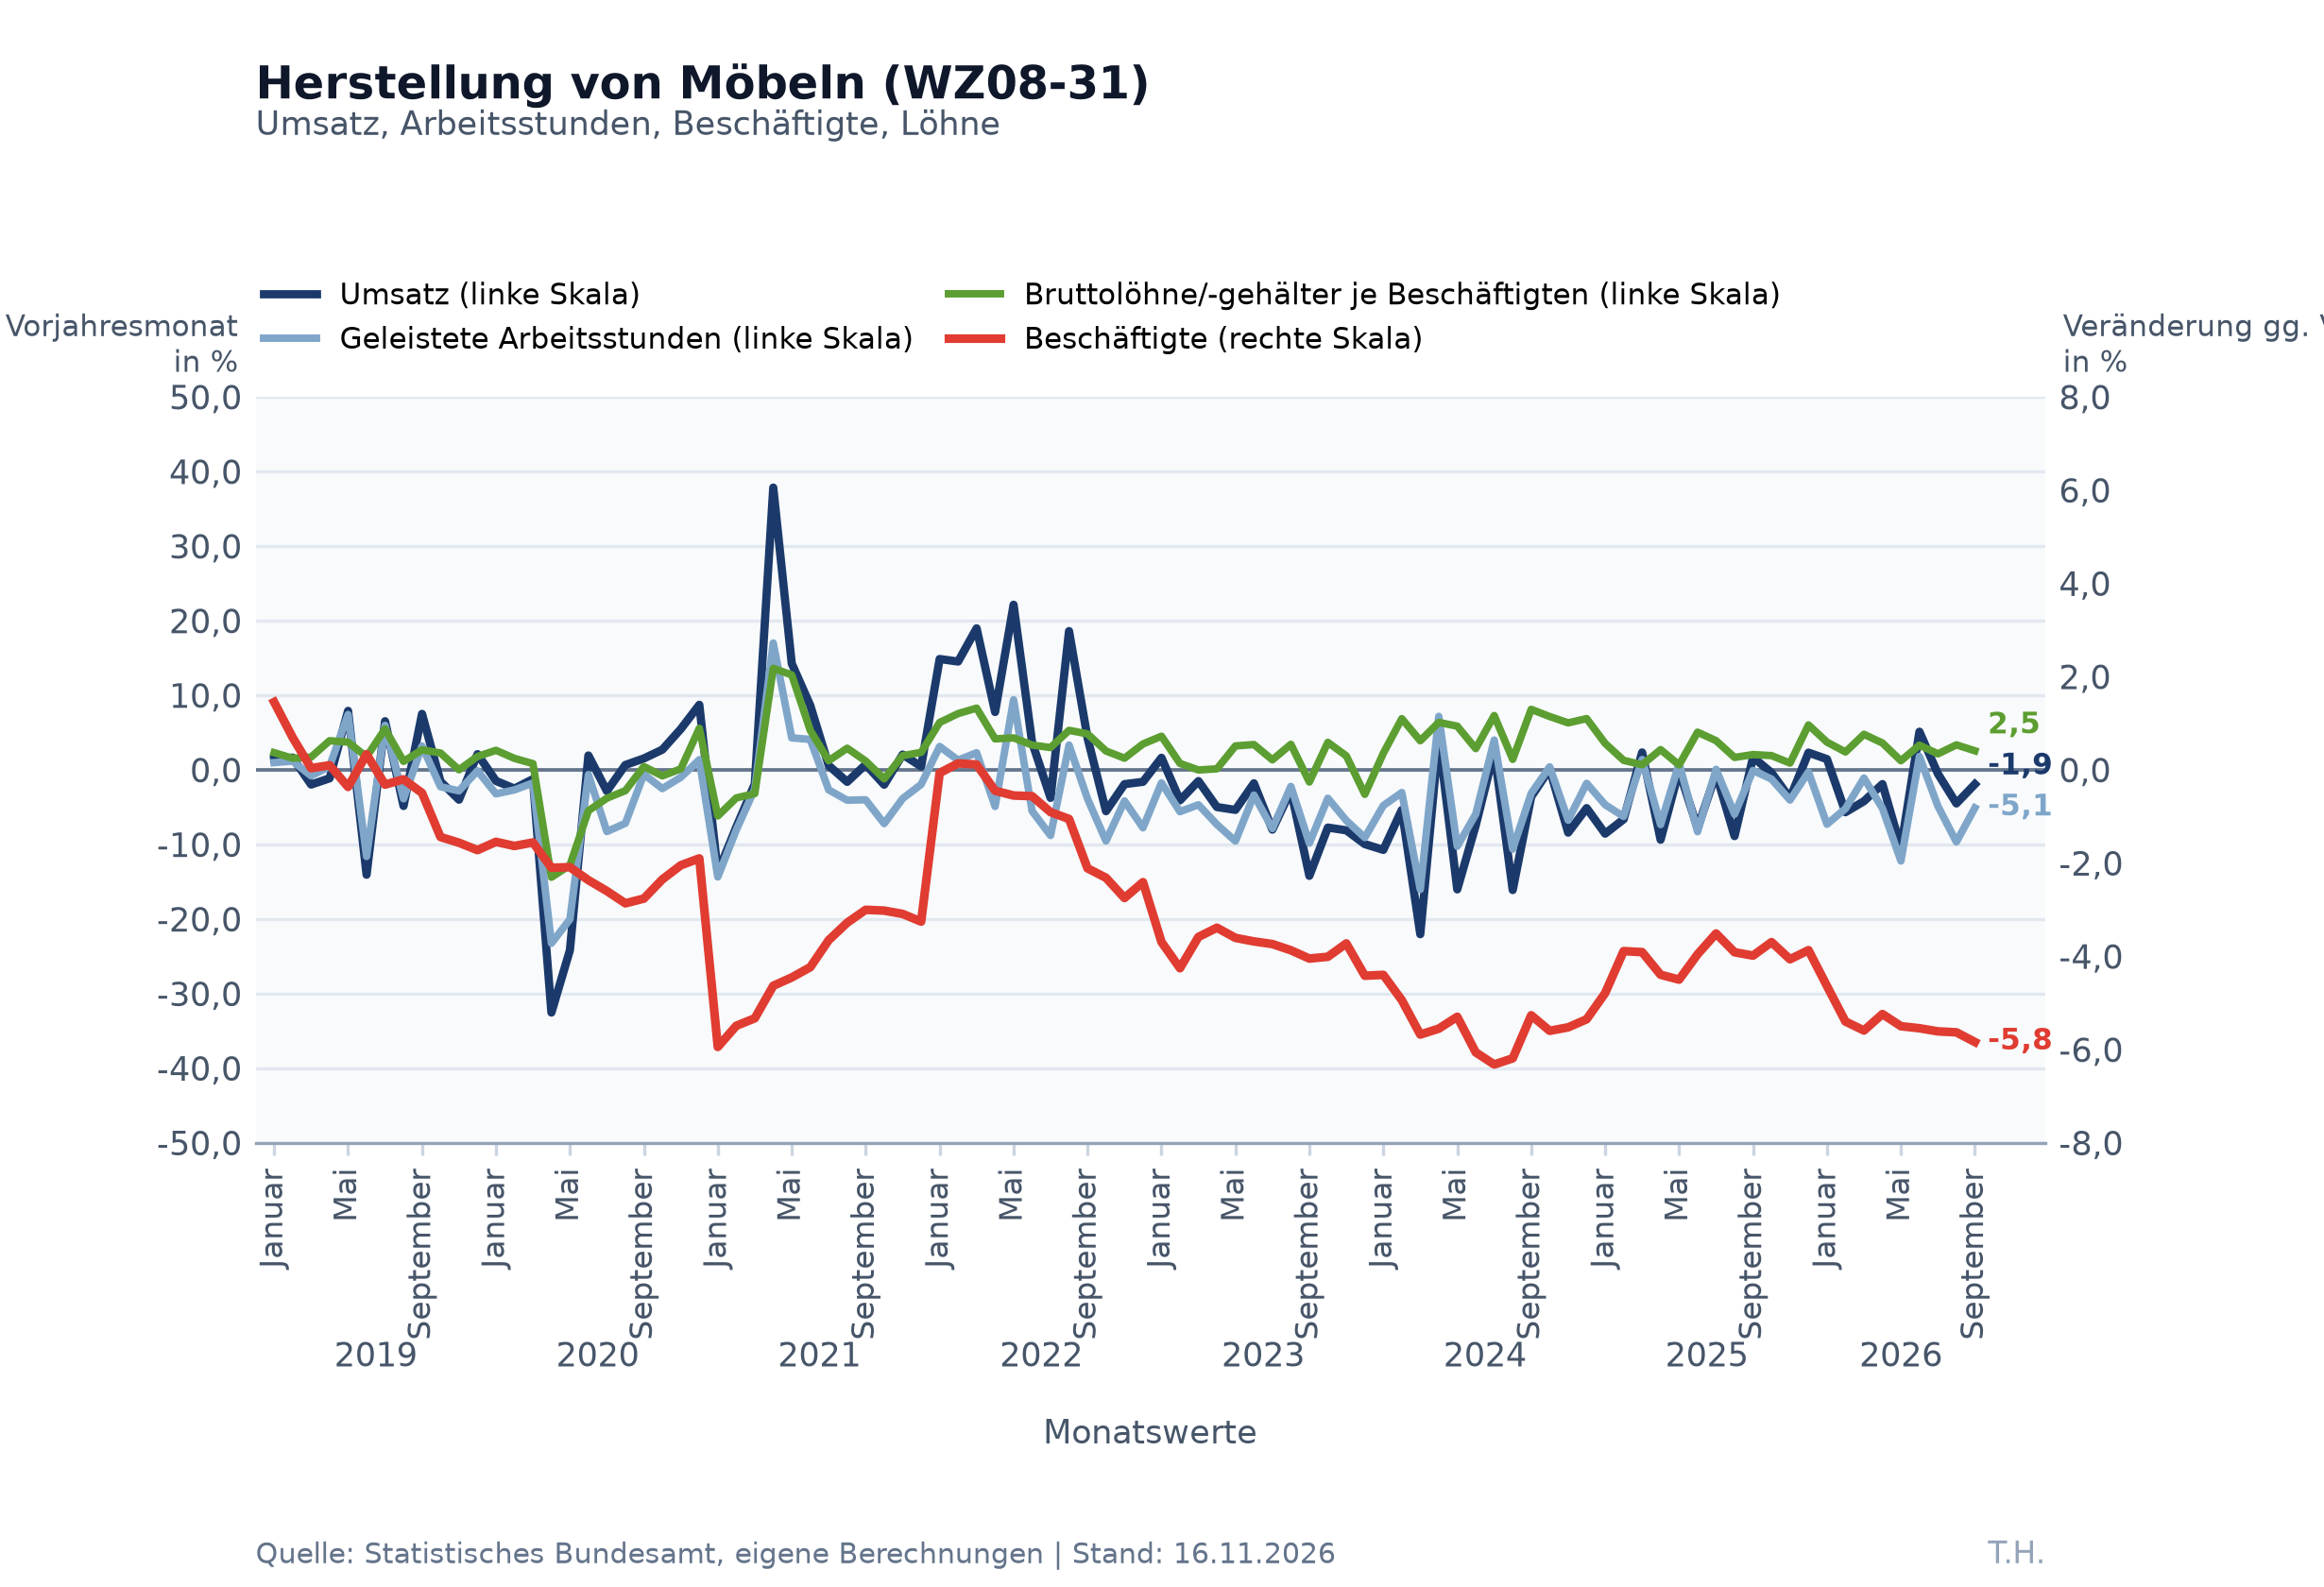 Herstellung von Möbeln (WZ08-31)
Umsatz, Arbeitsstunden, Beschäftigte, Löhne
Umsatz (linke Skala)
Bruttolöhne/-gehälter je Beschäftigten (linke Skala)
Geleistete Arbeitsstunden (linke Skala)
Beschäftigte (rechte Skala)
Vorjahresmonat
in %
Veränderung gg.
in %
50,0
40,0
30,0
20,0
10,0
0,0
-10,0
-20,0
-30,0
-40,0
-50,0
8,0
6,0
4,0
2,0
0,0
-2,0
-4,0
-6,0
-8,0
2,5
-1,9
-5,1
-5,8
Januar
Mai
September
Januar
Mai
September
Januar
Mai
September
Januar
Mai
September
Januar
Mai
September
Januar
Mai
September
Januar
Mai
September
Januar
Mai
September
2019
2020
2021
2022
2023
2024
2025
2026
Monatswerte
Quelle: Statistisches Bundesamt, eigene Berechnungen | Stand: 16.11.2026
T.H.